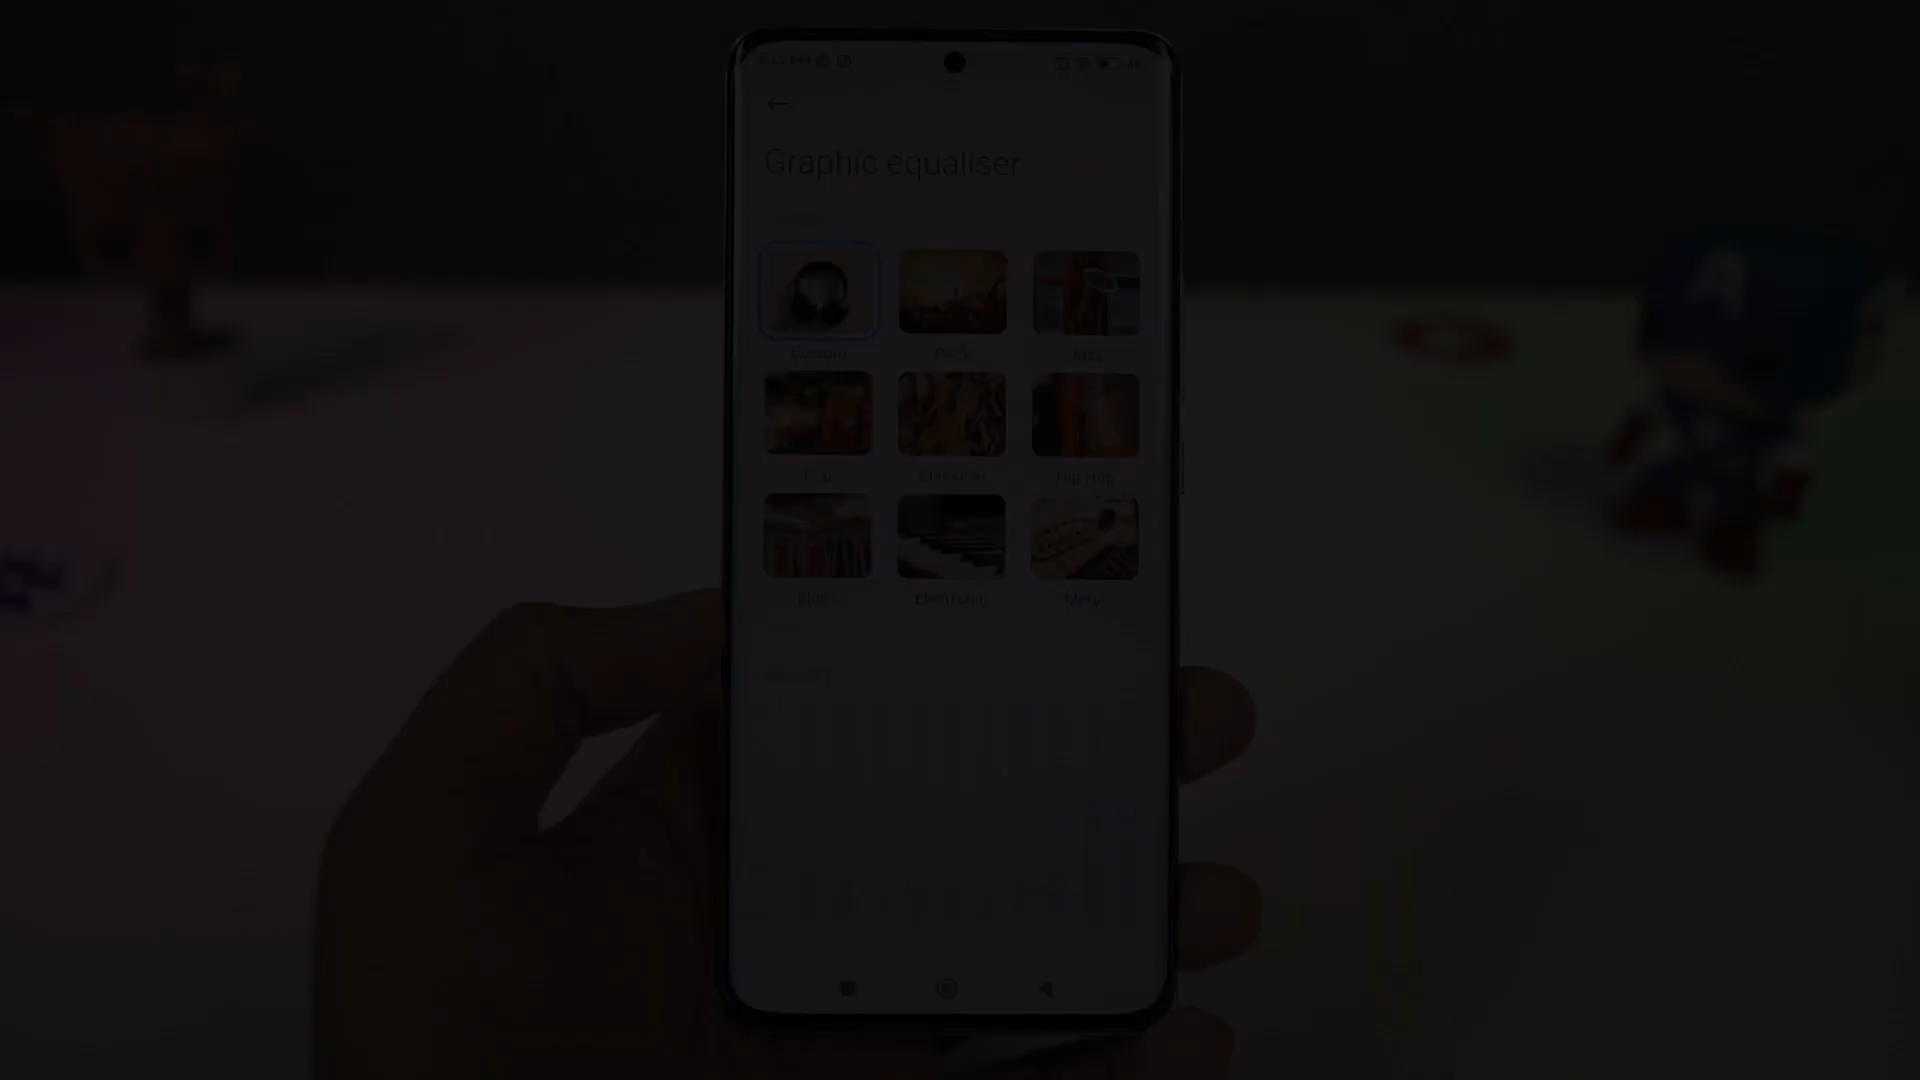 Graphic equaliser
Custom Rock Jazz
Pop Classical Hip Hop
Blues Electronic Metal